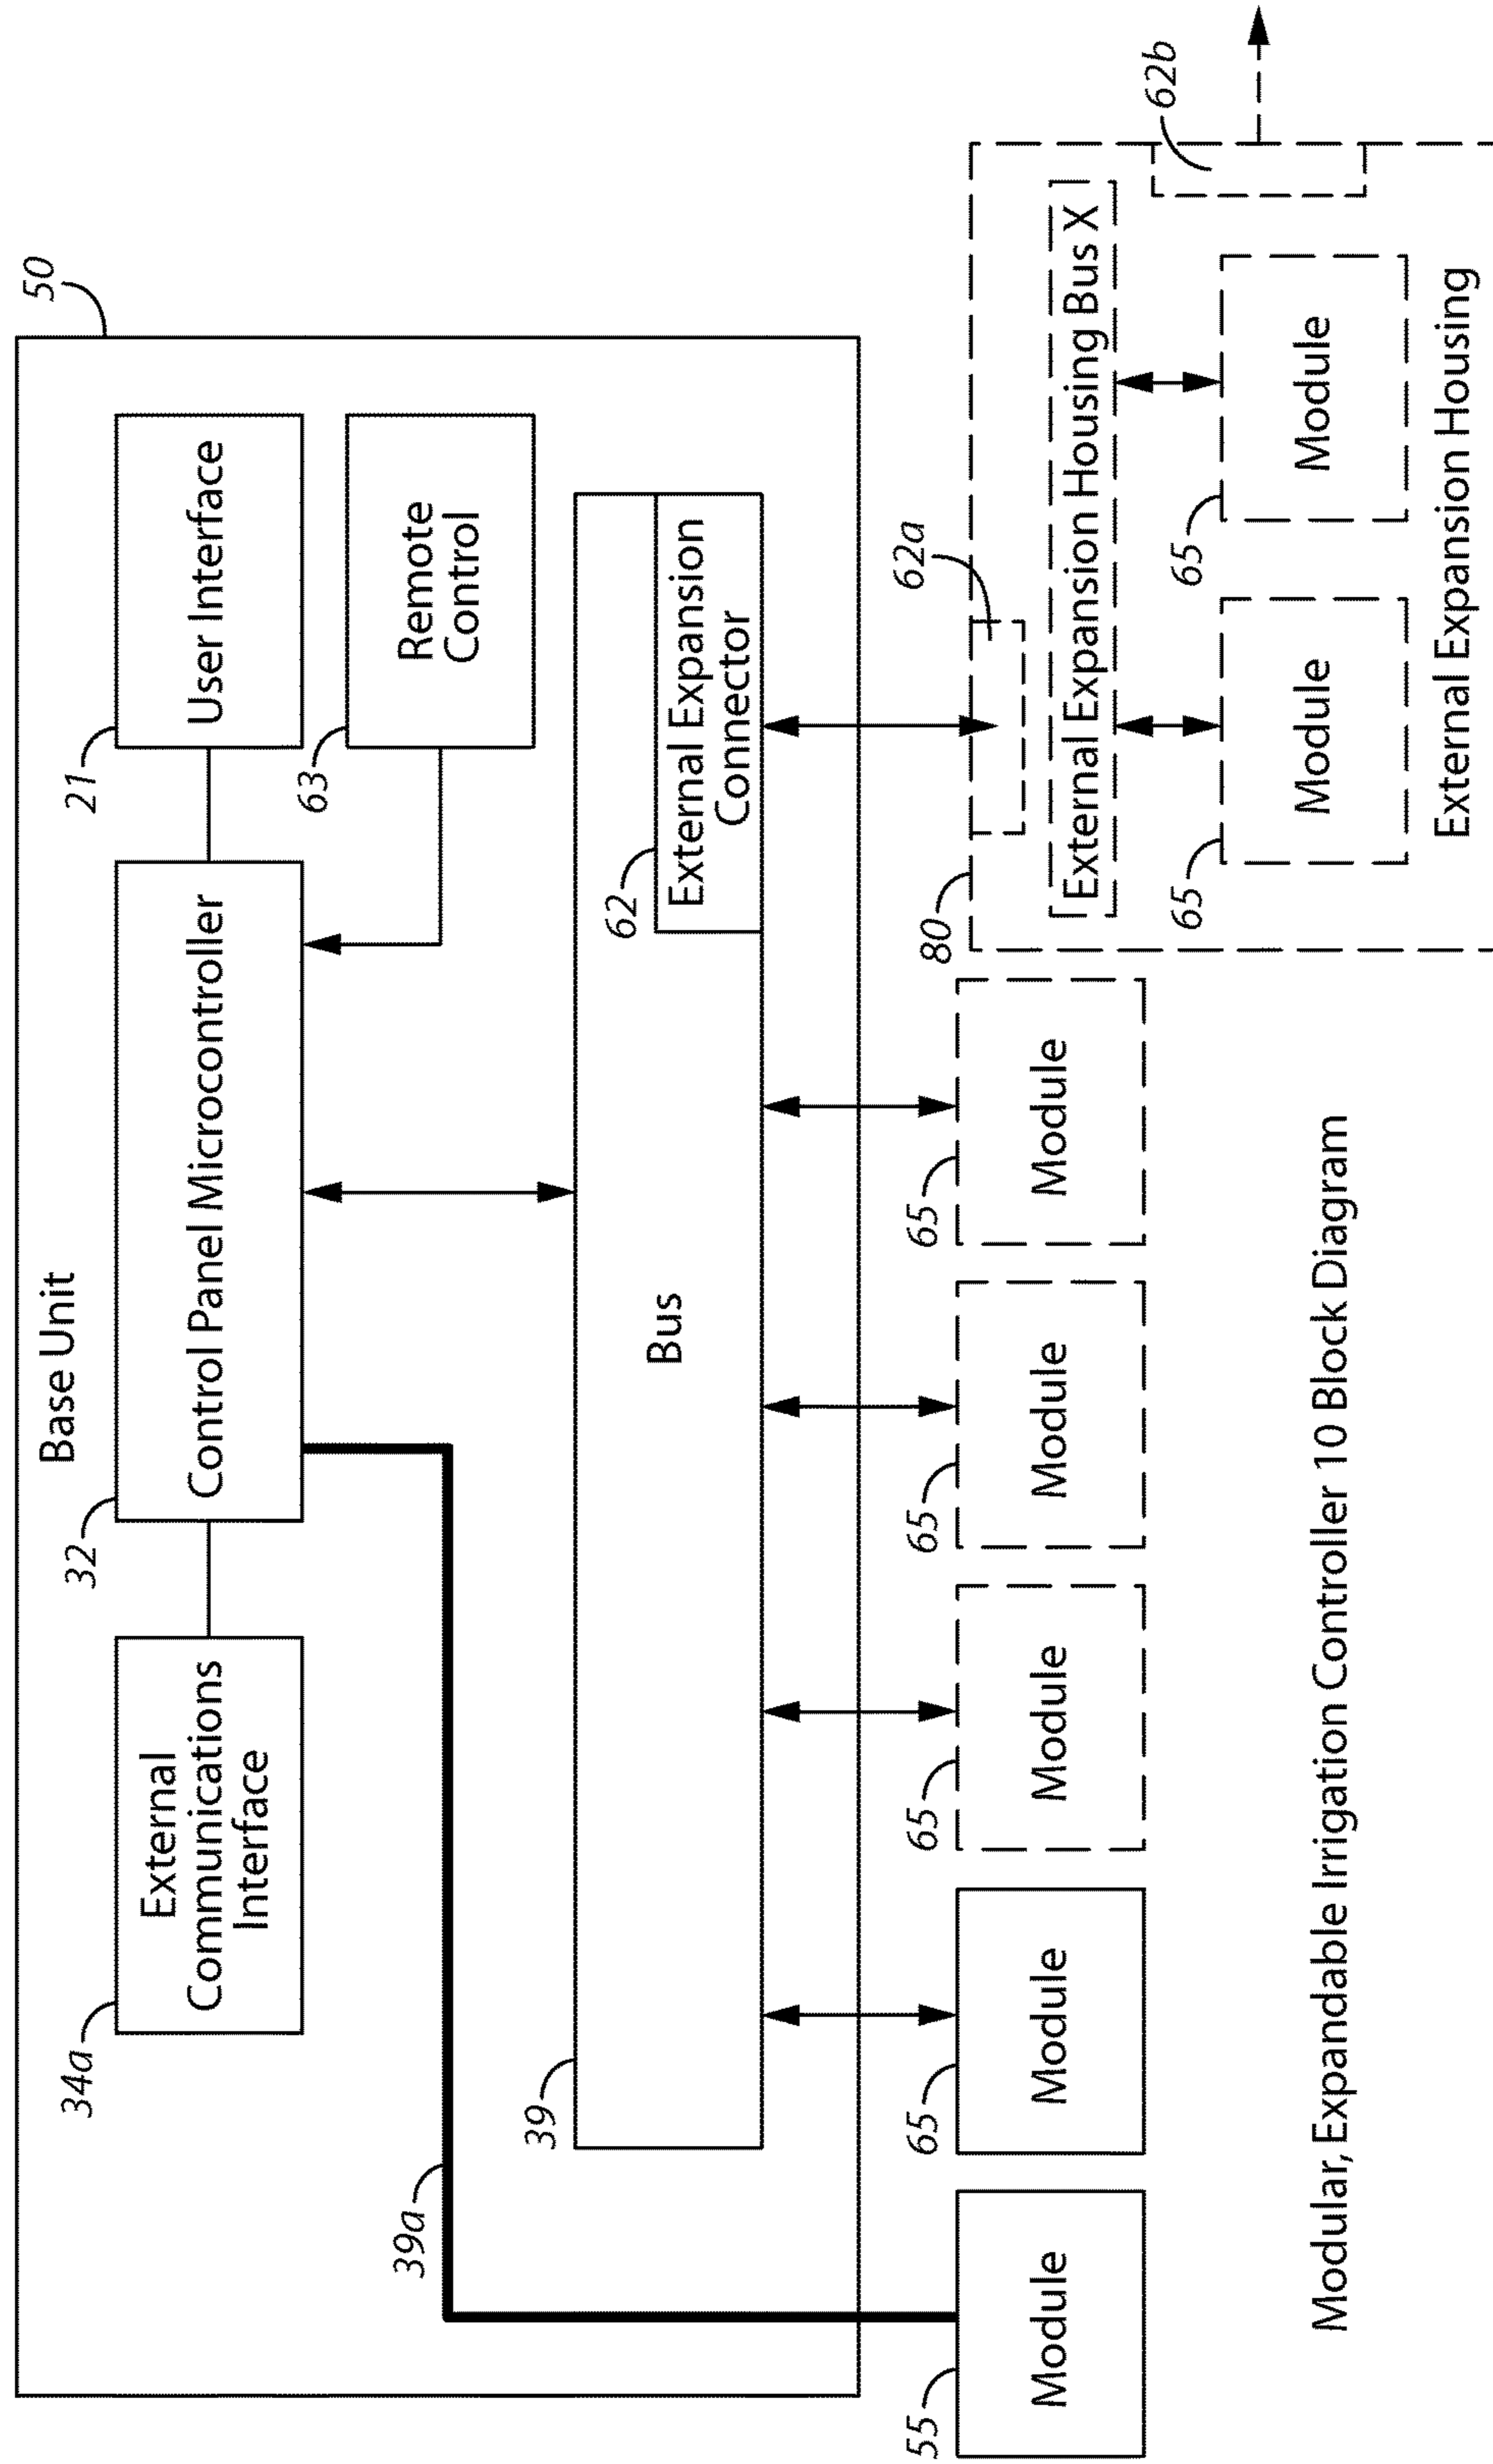 50
Base Unit
34a
External
Communications
Interface
32
Control Panel Microcontroller
21
User Interface
63
Remote
Control
39a
39
Bus
62
External Expansion
Connector
55
Module
65
Module
65
Module
65
Module
65
Module
80
62a
External Expansion Housing Bus X
62b
65
Module
65
Module
External Expansion Housing
Modular, Expandable Irrigation Controller 10 Block Diagram